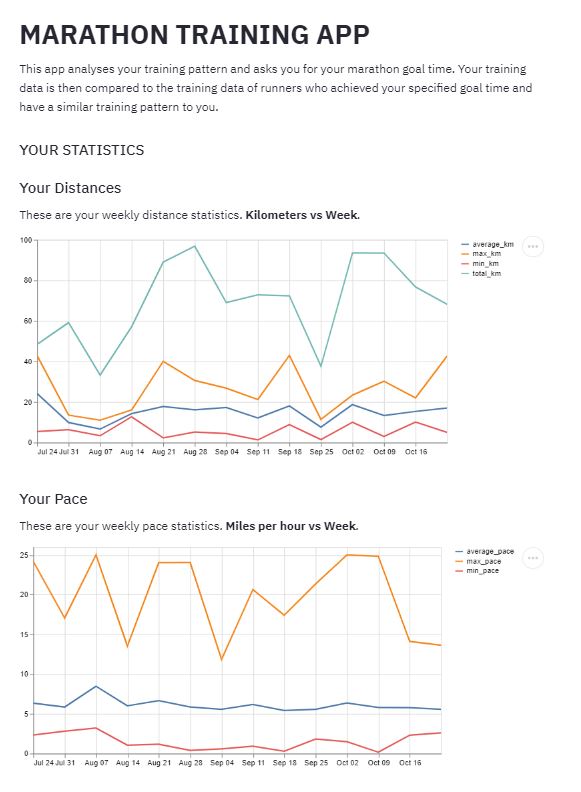 MARATHON TRAINING APP
This app analyses your training pattern and asks you for your marathon goal time. Your training
data is then compared to the training data of runners who achieved your specified goal time and
have a similar training pattern to you.
YOUR STATISTICS
Your Distances
These are your weekly distance statistics. Kilometers vs Week.
100
80
60
40
20
0
Jul 24 Jul 31 Aug 07 Aug 14 Aug 21 Aug 28 Sep 04 Sep 11 Sep 18 Sep 25 Oct 02 Oct 09 Oct 16
average_km
max_km
min_km
total_km
Your Pace
These are your weekly pace statistics. Miles per hour vs Week.
25
20
15
10
5
0
Jul 24 Jul 31 Aug 07 Aug 14 Aug 21 Aug 28 Sep 04 Sep 11 Sep 18 Sep 25 Oct 02 Oct 09 Oct 16
average_pace
max_pace
min_pace